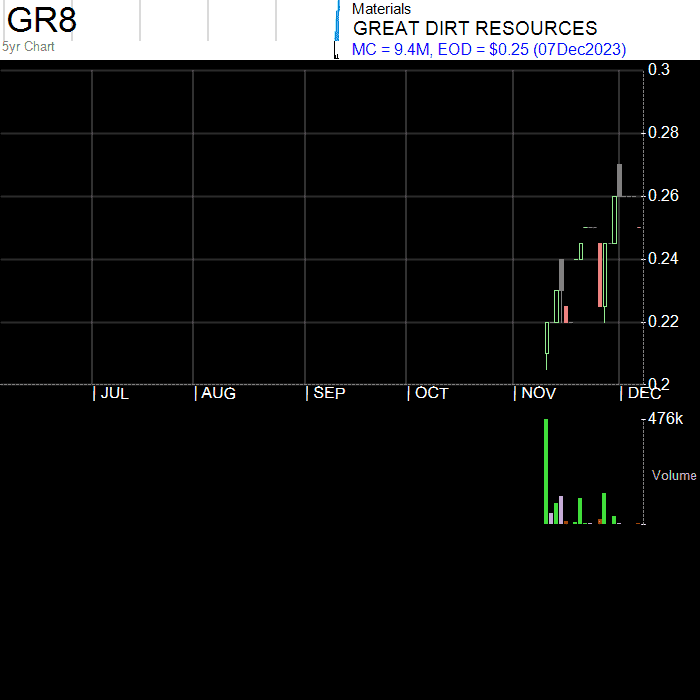 GR8
5yr Chart
Materials
GREAT DIRT RESOURCES
MC = 9.4M, EOD = $0.25 (07Dec2023)
0.3
0.28
0.26
0.24
0.22
0.2
| JUL | AUG | SEP | OCT | NOV | DEC
476k
Volume